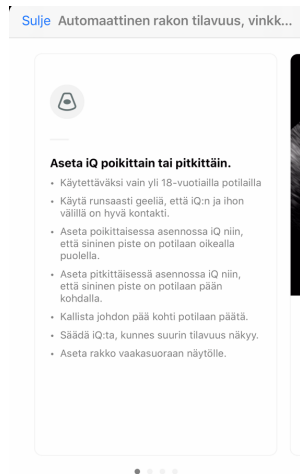 Sulje Automaattinen rakon tilavuus, vinkk...
Aseta iQ poikittain tai pitkittäin.
• Käytettäväksi vain yli 18-vuotiailla potilailla
• Käytä runsaasti geeliä, että iQ:n ja ihon
välillä on hyvä kontakti.
• Aseta poikittaisessa asennossa iQ niin,
että sininen piste on potilaan oikealla
puolella.
• Aseta pitkittäisessä asennossa iQ niin,
että sininen piste on potilaan pään
kohdalla.
• Kallista johdon pää kohti potilaan päätä.
• Säädä iQ:ta, kunnes suurin tilavuus näkyy.
• Aseta rakko vaakasuoraan näytölle.